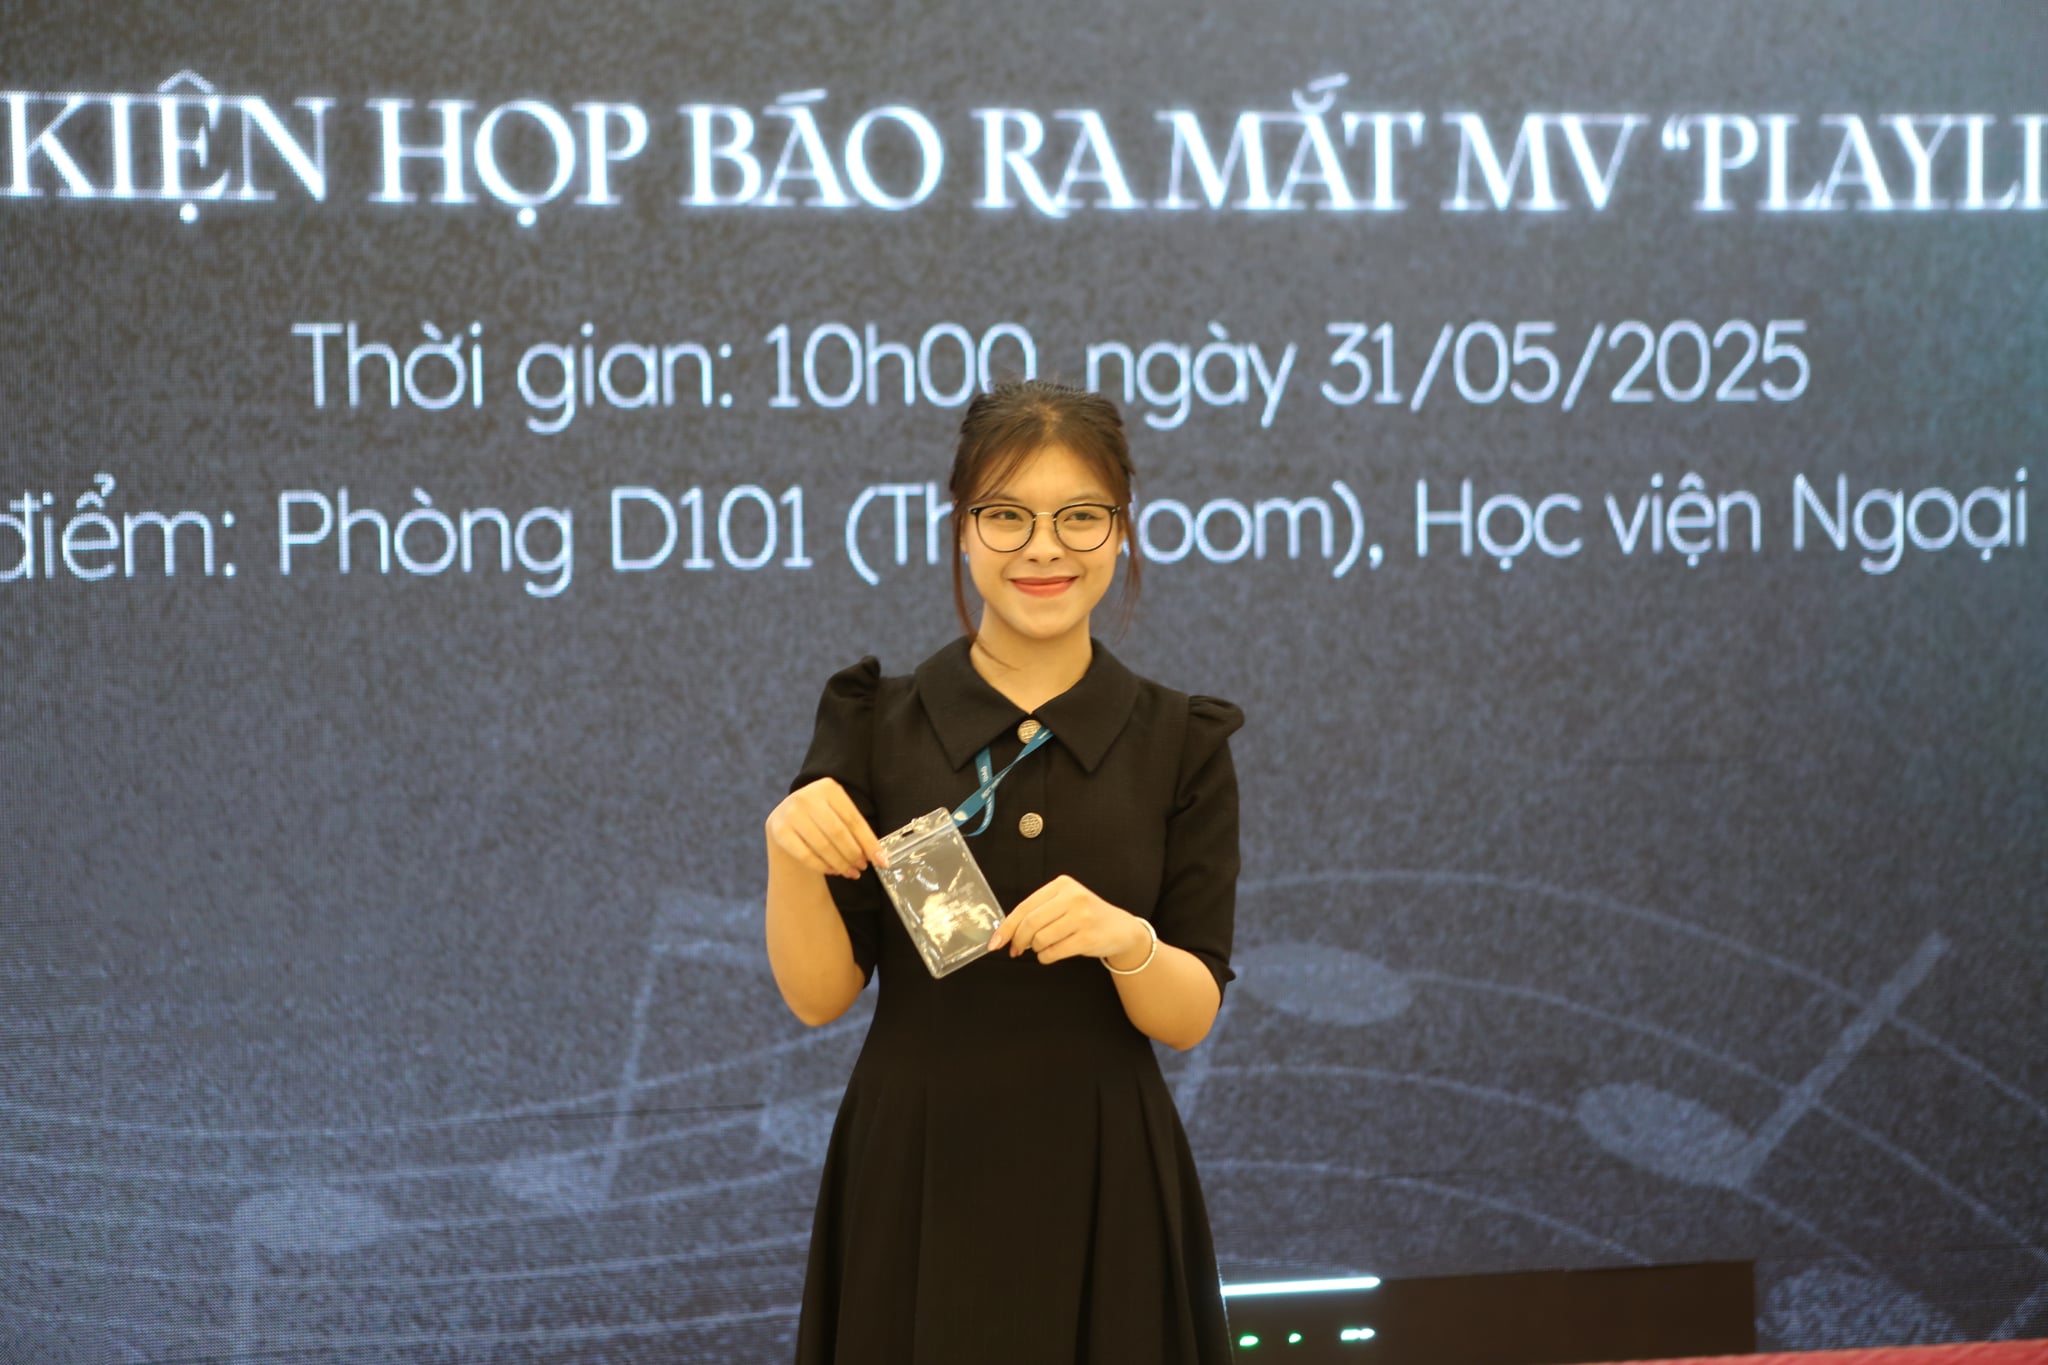 KIỆN HỌP BÁO RA MẮT MV “PLAYLI
Thời gian: 10h00, ngày 31/05/2025
điểm: Phòng D101 (Th oom), Học viện Ngoại